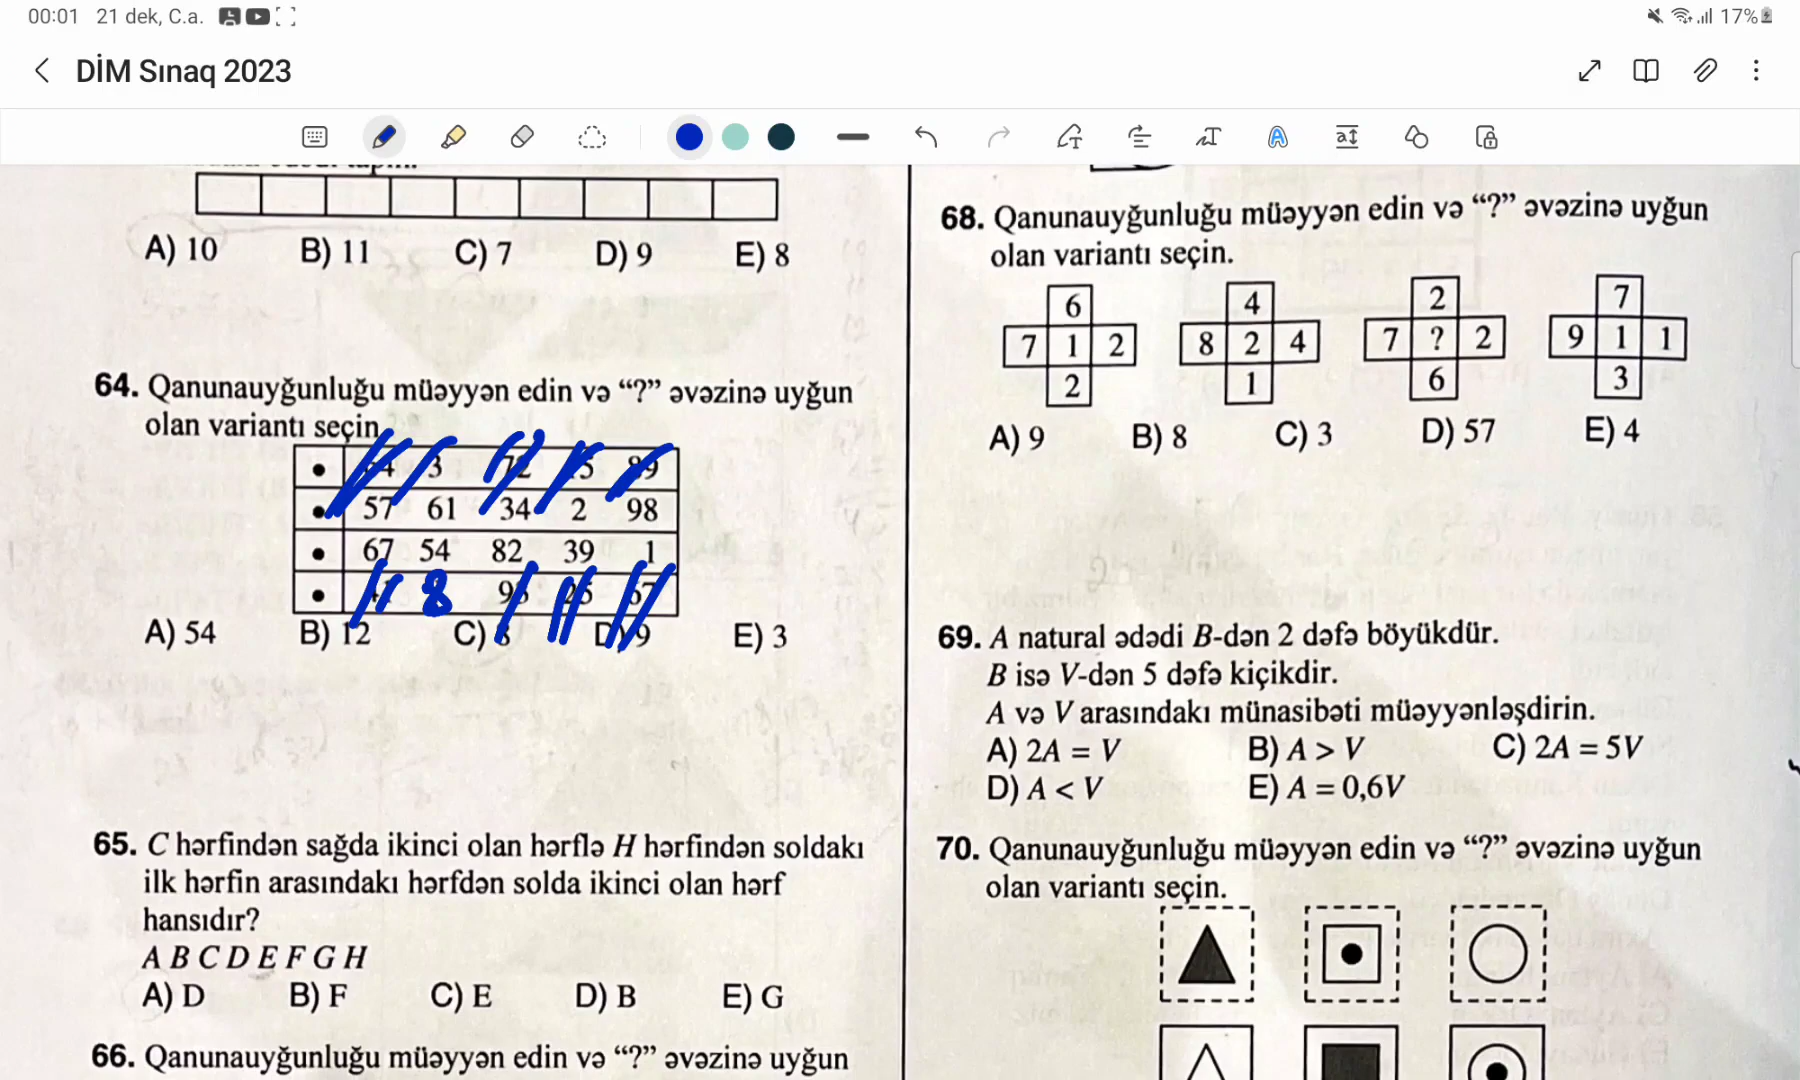 00:01 21 dek, C.a.
17%
DİM Sınaq 2023
A) 10 B) 11 C) 7 D) 9 E) 8
64. Qanunauyğunluğu müəyyən edin və “?” əvəzinə uyğun
olan variantı seçin
3 72
57 61 34 2 98
67 54 82 39 1
8
A) 54 B) 12 C) 8 D) 9 E) 3
65. C hərfindən sağda ikinci olan hərflə H hərfindən soldakı
ilk hərfin arasındakı hərfdən solda ikinci olan hərf
hansıdır?
A B C D E F G H
A) D B) F C) E D) B E) G
66. Qanunauyğunluğu müəyyən edin və “?” əvəzinə uyğun
68. Qanunauyğunluğu müəyyən edin və “?” əvəzinə uyğun
olan variantı seçin.
6 4 2 7
7 1 2 8 2 4 7 ? 2 9 1 1
2 1 6 3
A) 9 B) 8 C) 3 D) 57 E) 4
69. A natural ədədi B-dən 2 dəfə böyükdür.
B isə V-dən 5 dəfə kiçikdir.
A və V arasındakı münasibəti müəyyənləşdirin.
A) 2A = V B) A > V C) 2A = 5V
D) A < V E) A = 0,6V
70. Qanunauyğunluğu müəyyən edin və “?” əvəzinə uyğun
olan variantı seçin.